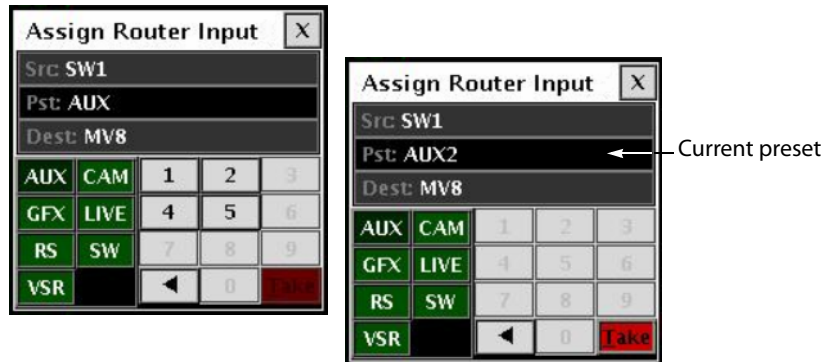 Assign Router Input X
Src: SW1
Pst: AUX
Dest: MV8
AUX CAM 1 2 3
GFX LIVE 4 5 6
RS SW 7 8 9
VSR ◀ 0 Take
Assign Router Input X
Src: SW1
Pst: AUX2
Dest: MV8
AUX CAM 1 2 3
GFX LIVE 4 5 6
RS SW 7 8 9
VSR ◀ 0 Take
Current preset